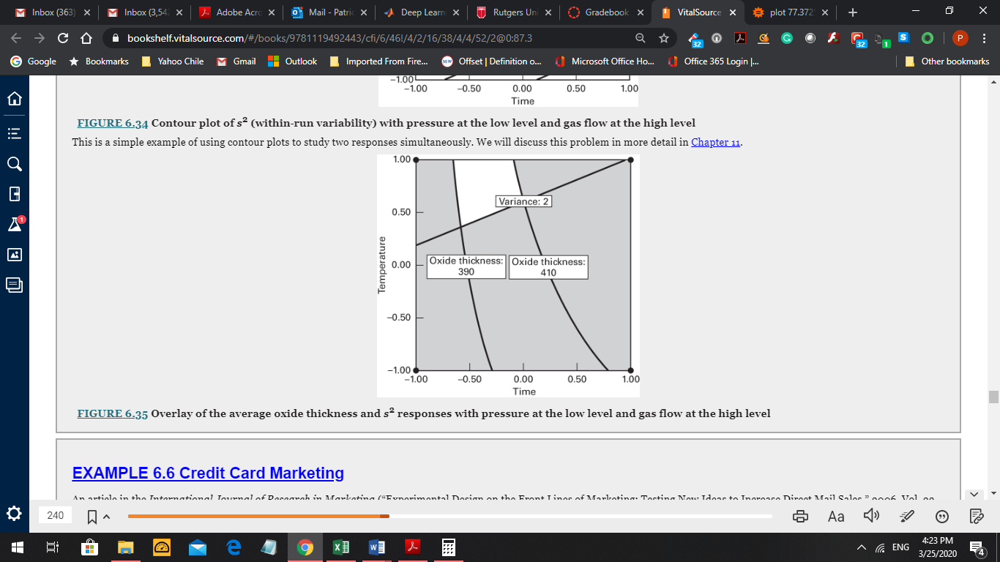 Inbox (363)
Inbox (3,54
Adobe Acro
Mail - Patric
Deep Learn
Rutgers Un
Gradebook
VitalSource
plot 77.372
bookshelf.vitalsource.com/#/books/9781119492443/cfi/6/46!/4/2/16/38/4/4/52/2@0:87.3
32
32
1
P
Google
Bookmarks
Yahoo Chile
Gmail
Outlook
Imported From Fire...
Offset | Definition o...
Microsoft Office Ho...
Office 365 Login |...
Other bookmarks
−1.00
−1.00 −0.50 0.00 0.50 1.00
Time
FIGURE 6.34 Contour plot of s² (within-run variability) with pressure at the low level and gas flow at the high level
This is a simple example of using contour plots to study two responses simultaneously. We will discuss this problem in more detail in Chapter 11.
1.00
Variance: 2
0.50
Temperature
Oxide thickness:
390
Oxide thickness:
410
0.00
−0.50
−1.00
−1.00 −0.50 0.00 0.50 1.00
Time
FIGURE 6.35 Overlay of the average oxide thickness and s² responses with pressure at the low level and gas flow at the high level
EXAMPLE 6.6 Credit Card Marketing
An article in the International Journal of Research in Marketing ("Experimental Design on the Front Lines of Marketing: Testing New Ideas to Increase Direct Mail Sales," 2006, Vol. 23,
1
240
Aa
ENG
4:23 PM
3/25/2020
4